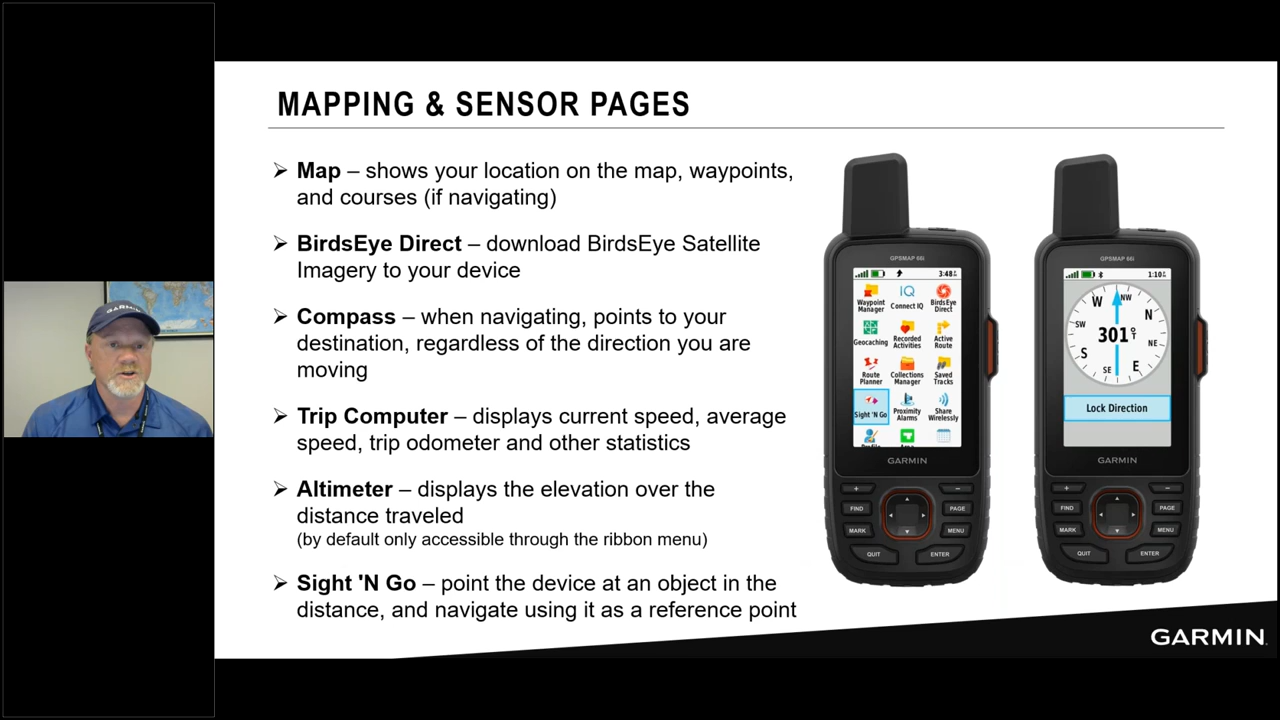 MAPPING & SENSOR PAGES
➢ Map – shows your location on the map, waypoints,
and courses (if navigating)
➢ BirdsEye Direct – download BirdsEye Satellite
Imagery to your device
➢ Compass – when navigating, points to your
destination, regardless of the direction you are
moving
➢ Trip Computer – displays current speed, average
speed, trip odometer and other statistics
➢ Altimeter – displays the elevation over the
distance traveled
(by default only accessible through the ribbon menu)
➢ Sight 'N Go – point the device at an object in the
distance, and navigate using it as a reference point
GPSMAP 66i
3:48
Waypoint Manager
IQ
Connect IQ
BirdsEye Direct
Geocaching
Recorded Activities
Active Route
Route Planner
Collections Manager
Saved Tracks
Sight 'N Go
Proximity Alarms
Share Wirelessly
GARMIN
FIND
PAGE
MARK
MENU
QUIT
ENTER
GPSMAP 66i
1:10
W
NW
N
SW
301°
NE
S
SE
E
Lock Direction
GARMIN
FIND
PAGE
MARK
MENU
QUIT
ENTER
GARMIN
GARMIN